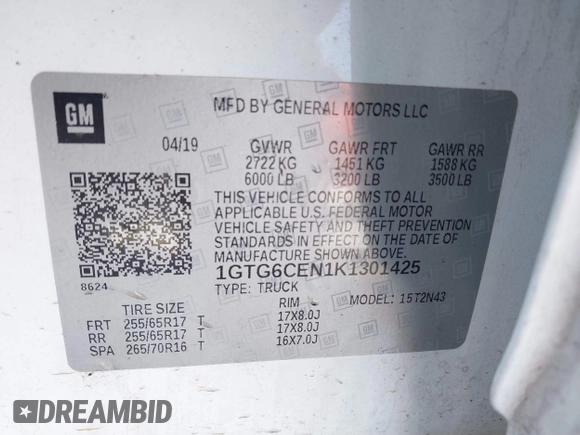 GM
MFD BY GENERAL MOTORS LLC
04/19 GVWR GAWR FRT GAWR RR
2722 KG 1451 KG 1588 KG
6000 LB 3200 LB 3500 LB
THIS VEHICLE CONFORMS TO ALL
APPLICABLE U.S. FEDERAL MOTOR
VEHICLE SAFETY AND THEFT PREVENTION
STANDARDS IN EFFECT ON THE DATE OF
MANUFACTURE SHOWN ABOVE.
8624 1GTG6CEN1K1301425
TYPE: TRUCK MODEL: 15T2N43
TIRE SIZE RIM
FRT 255/65R17 T 17X8.0J
RR 255/65R17 T 17X8.0J
SPA 265/70R16 T 16X7.0J
DREAMBID